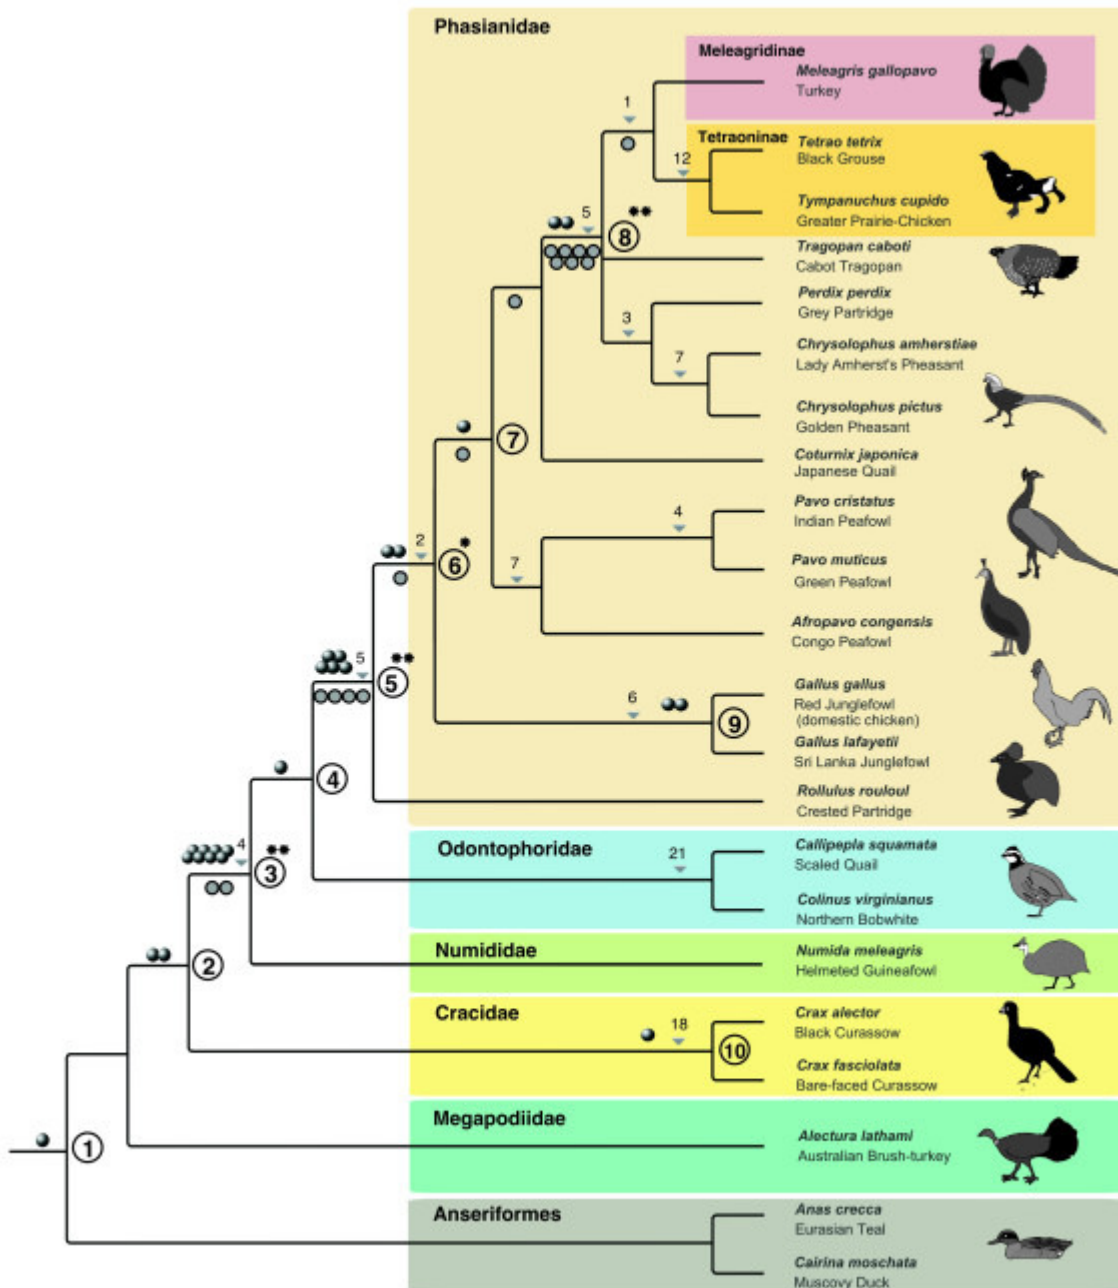 Phasianidae
Meleagridinae
Meleagris gallopavo
Turkey
1
Tetraoninae
Tetrao tetrix
Black Grouse
12
Tympanuchus cupido
Greater Prairie-Chicken
5
8
Tragopan caboti
Cabot Tragopan
Perdix perdix
Grey Partridge
3
Chrysolophus amherstiae
Lady Amherst's Pheasant
7
Chrysolophus pictus
Golden Pheasant
7
Coturnix japonica
Japanese Quail
Pavo cristatus
Indian Peafowl
4
2
6
Pavo muticus
Green Peafowl
7
Afropavo congensis
Congo Peafowl
5
5
Gallus gallus
Red Junglefowl
(domestic chicken)
6
9
Gallus lafayetii
Sri Lanka Junglefowl
4
Rollulus rouloul
Crested Partridge
Odontophoridae
Callipepla squamata
Scaled Quail
21
4
3
Colinus virginianus
Northern Bobwhite
Numididae
Numida meleagris
Helmeted Guineafowl
2
Cracidae
Crax alector
Black Curassow
18
10
Crax fasciolata
Bare-faced Curassow
Megapodiidae
Alectura lathami
Australian Brush-turkey
1
Anseriformes
Anas crecca
Eurasian Teal
Cairina moschata
Muscovy Duck